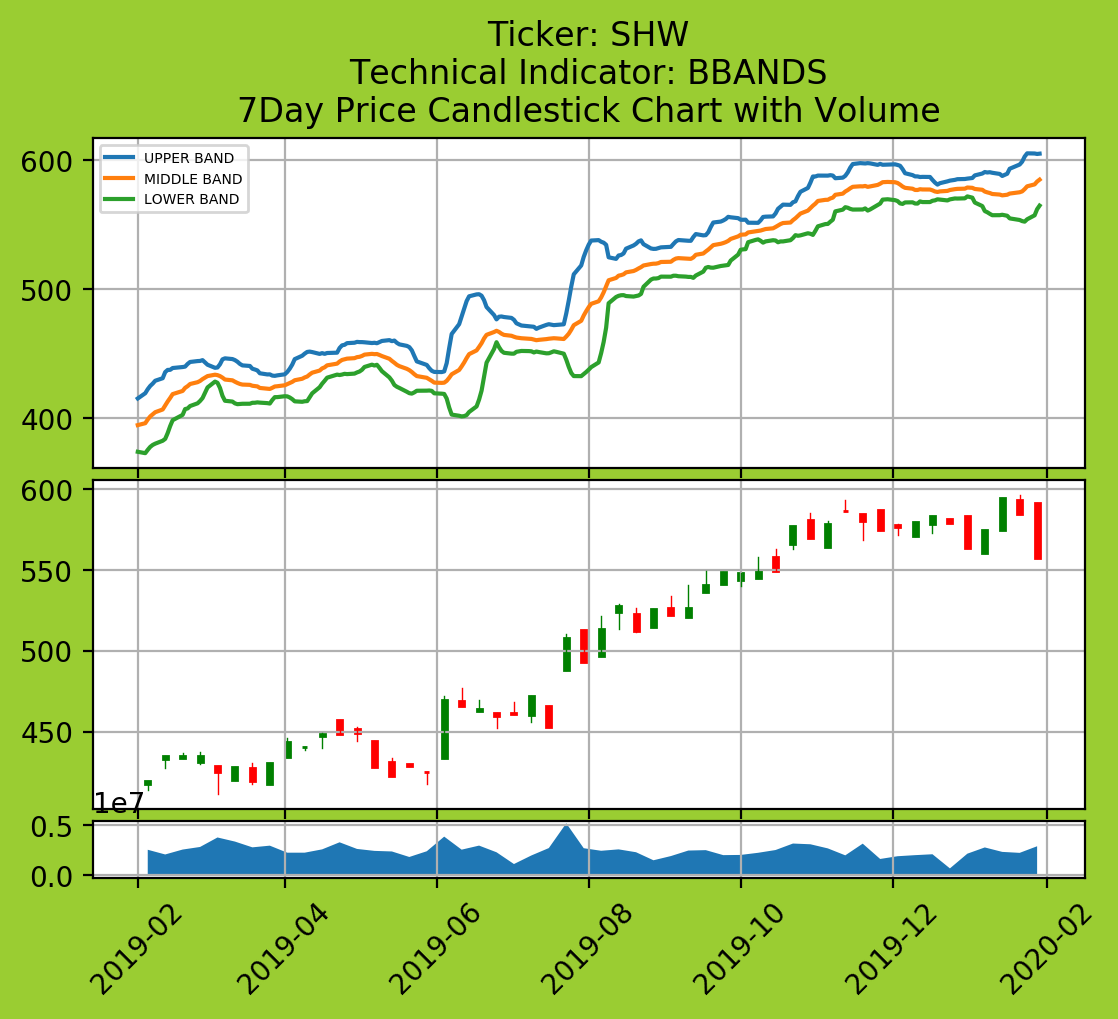 Ticker: SHW
Technical Indicator: BBANDS
7Day Price Candlestick Chart with Volume
UPPER BAND
MIDDLE BAND
LOWER BAND
600
500
400
600
550
500
450
1e7
0.5
0.0
2019-02
2019-04
2019-06
2019-08
2019-10
2019-12
2020-02